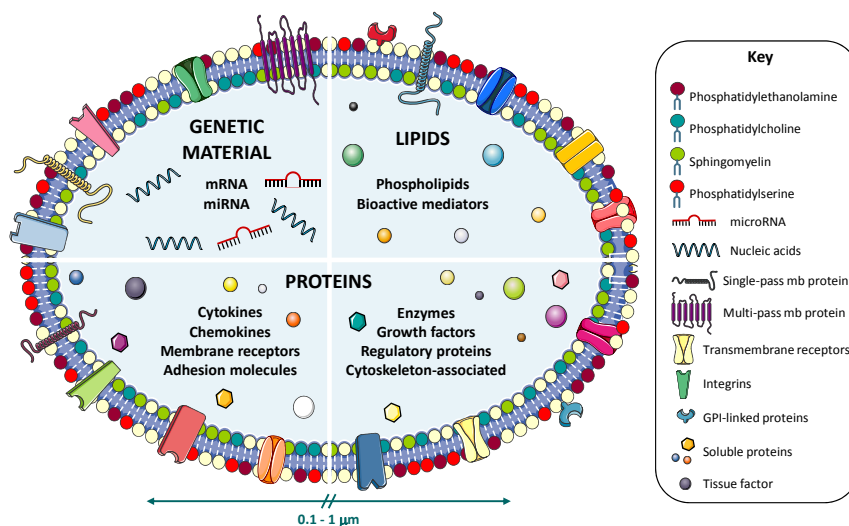 GENETIC
MATERIAL
mRNA
miRNA
LIPIDS
Phospholipids
Bioactive mediators
PROTEINS
Cytokines
Chemokines
Membrane receptors
Adhesion molecules
Enzymes
Growth factors
Regulatory proteins
Cytoskeleton-associated
0.1 - 1 µm
Key
Phosphatidylethanolamine
Phosphatidylcholine
Sphingomyelin
Phosphatidylserine
microRNA
Nucleic acids
Single-pass mb protein
Multi-pass mb protein
Transmembrane receptors
Integrins
GPI-linked proteins
Soluble proteins
Tissue factor